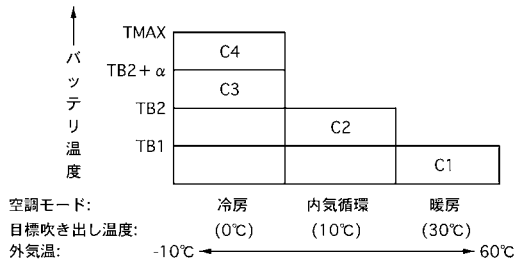 TMAX
C4
TB2+α
C3
TB2
C2
TB1
C1
バッテリ温度
空調モード: 冷房 内気循環 暖房
目標吹き出し温度: (0℃) (10℃) (30℃)
外気温: -10℃ 60℃